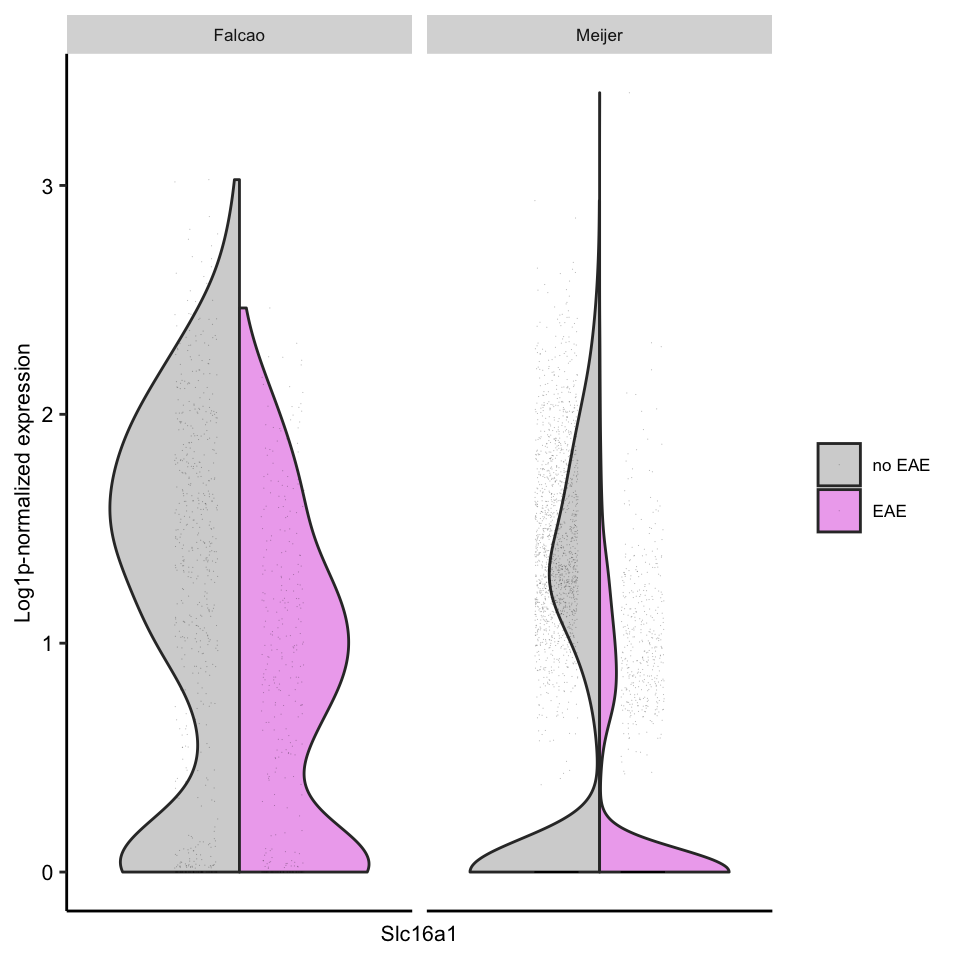 Falcao
Meijer
Log1p-normalized expression
3
2
1
0
Slc16a1
no EAE
EAE